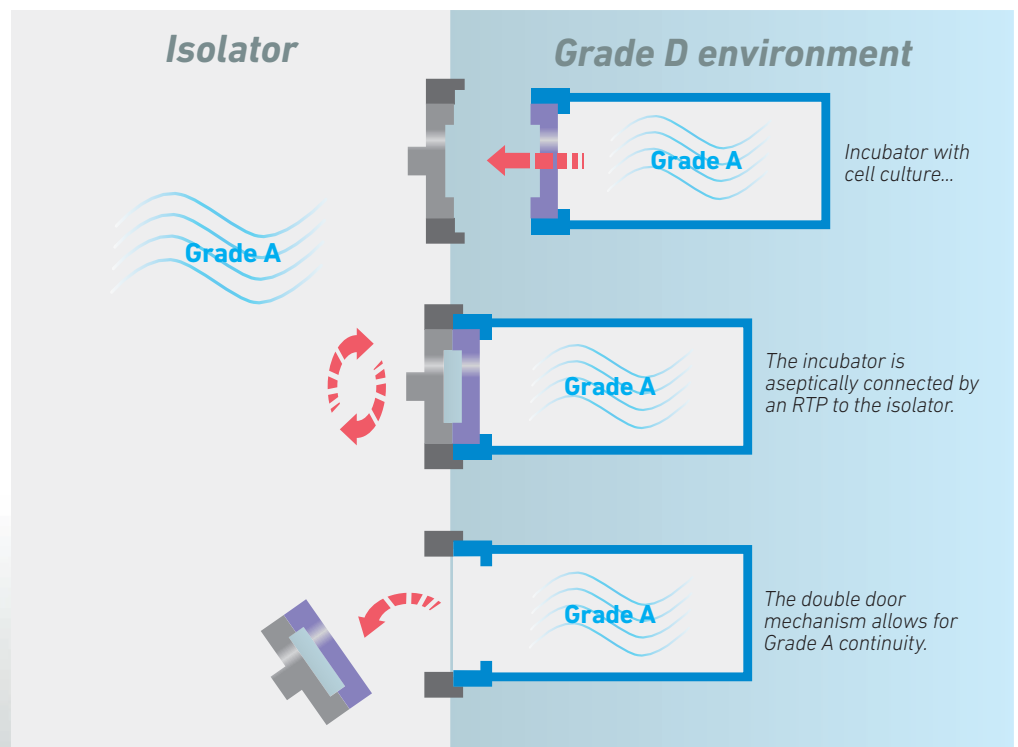 Isolator
Grade D environment
Grade A
Incubator with
cell culture...
Grade A
Grade A
The incubator is
aseptically connected by
an RTP to the isolator.
Grade A
The double door
mechanism allows for
Grade A continuity.